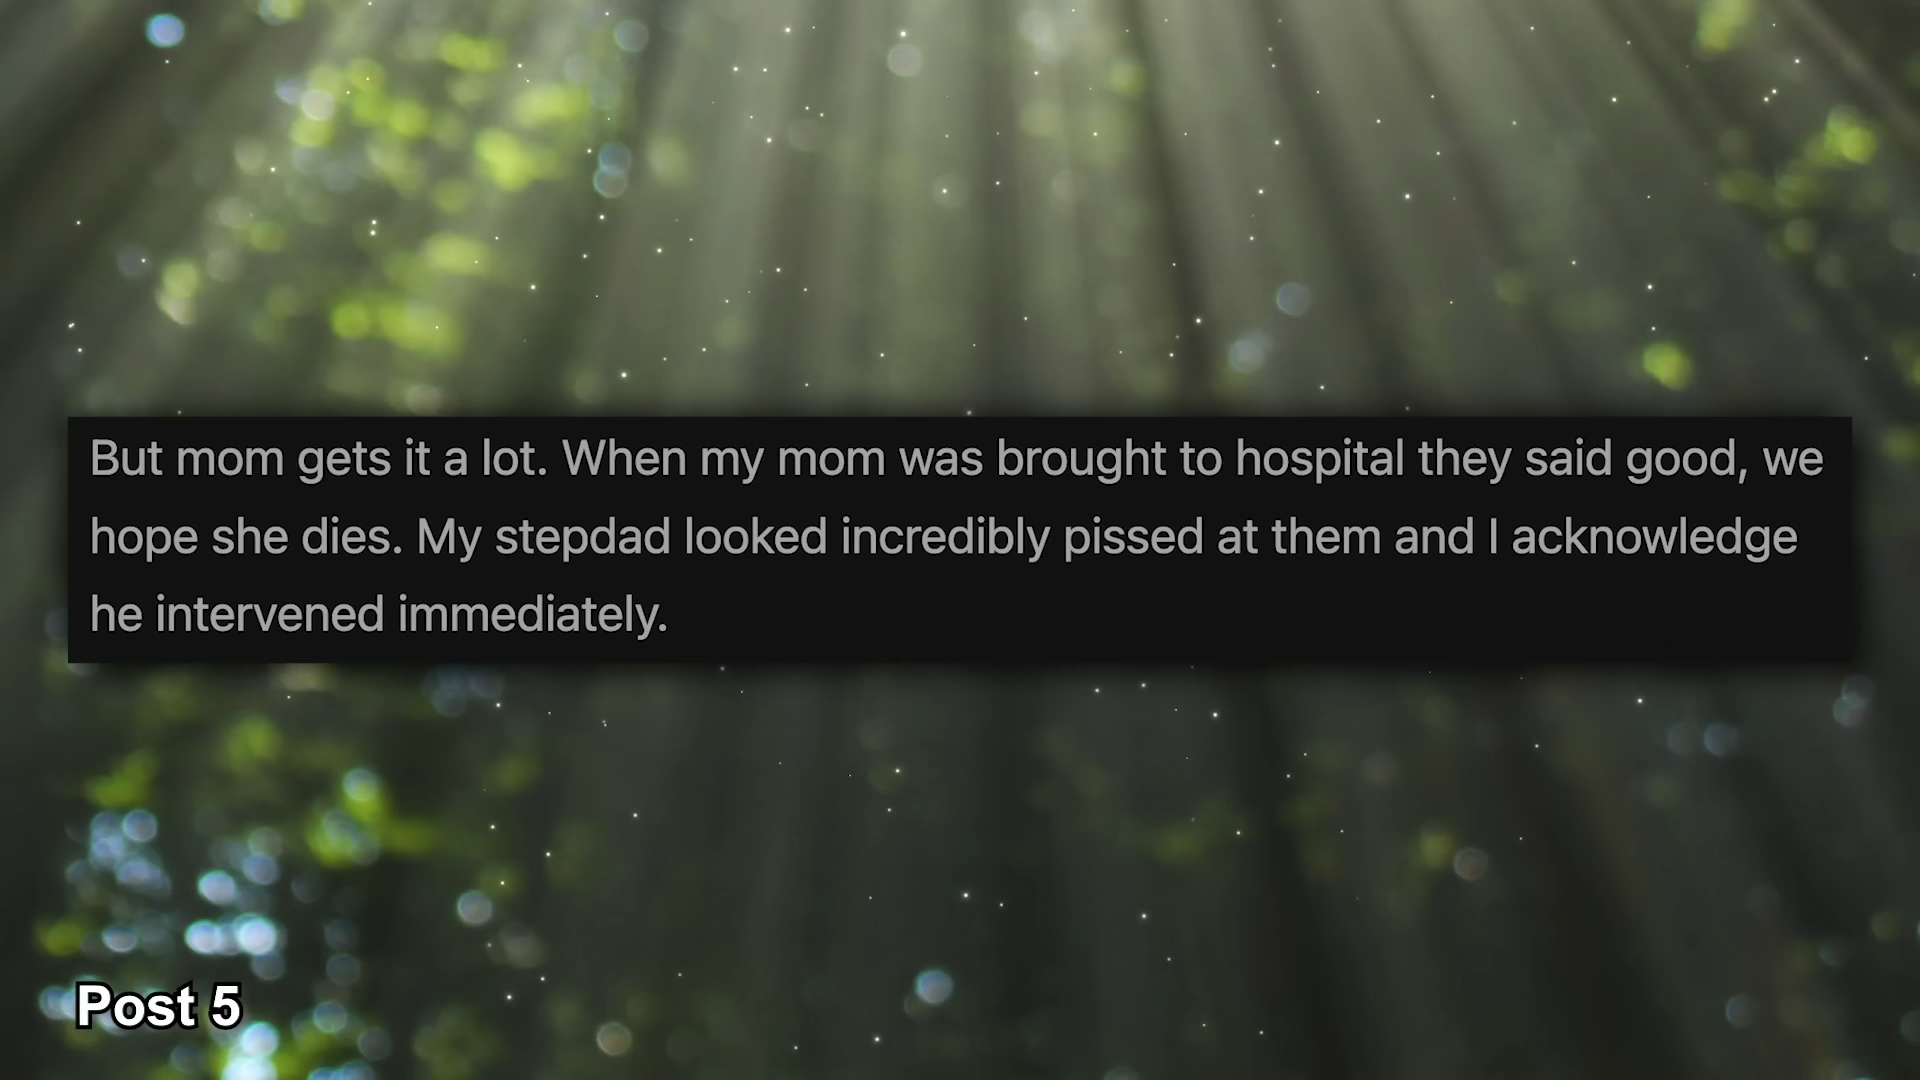 But mom gets it a lot. When my mom was brought to hospital they said good, we
hope she dies. My stepdad looked incredibly pissed at them and I acknowledge
he intervened immediately.
Post 5